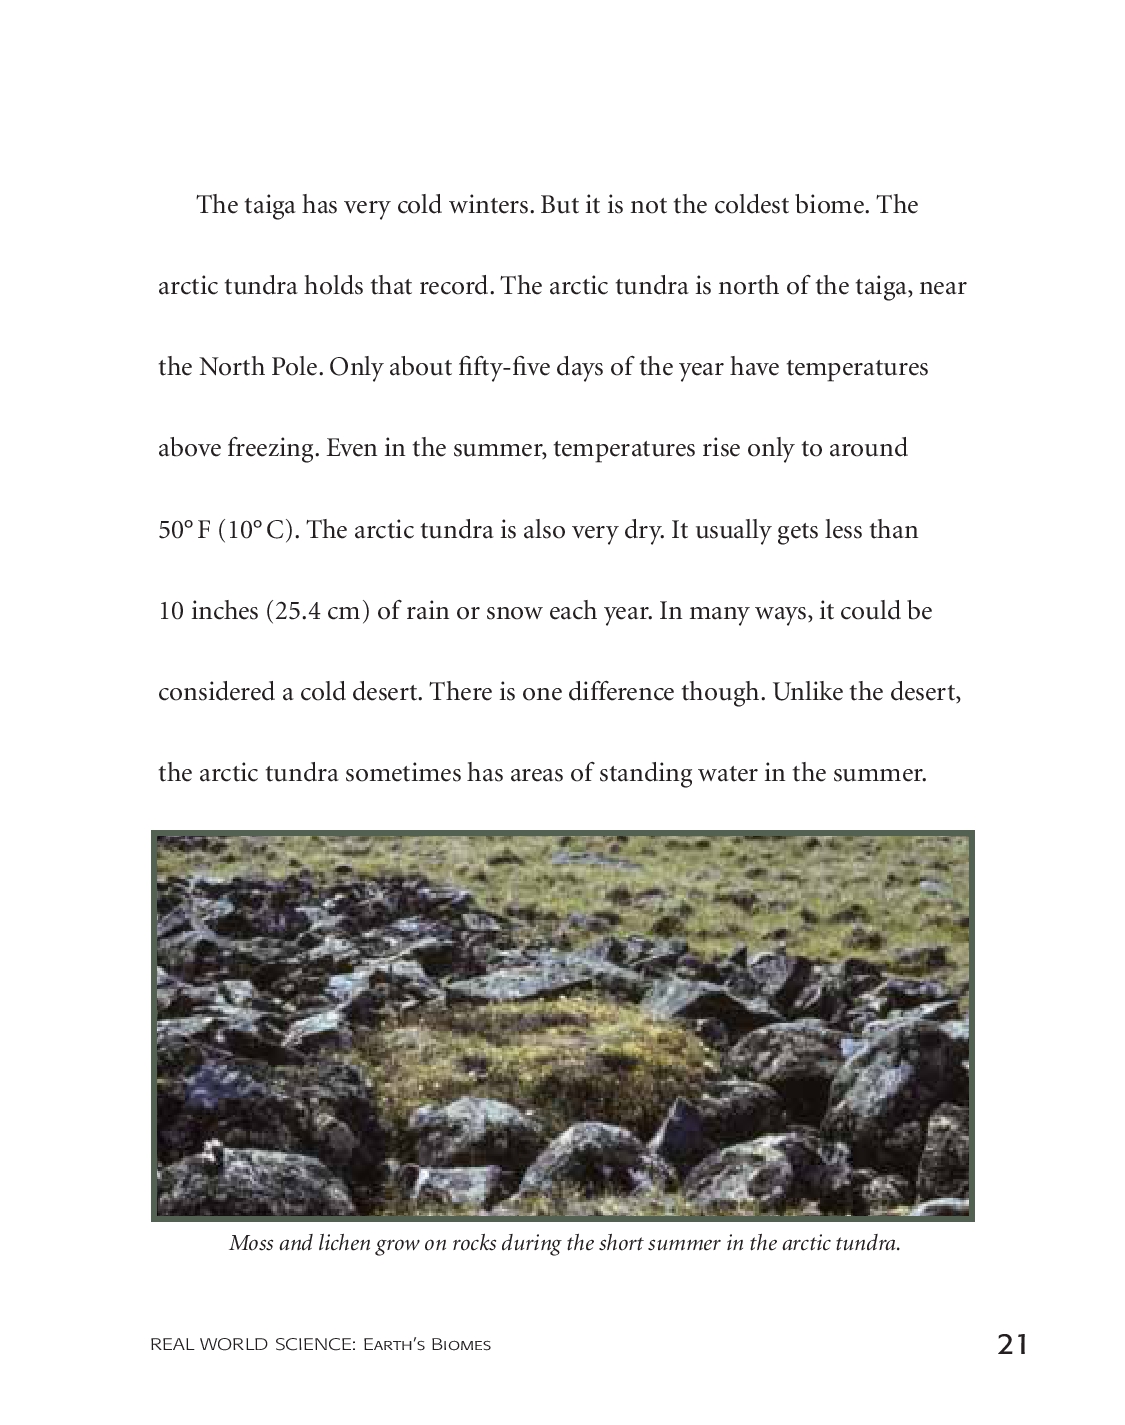 The taiga has very cold winters. But it is not the coldest biome. The
arctic tundra holds that record. The arctic tundra is north of the taiga, near
the North Pole. Only about fifty-five days of the year have temperatures
above freezing. Even in the summer, temperatures rise only to around
50° F (10° C). The arctic tundra is also very dry. It usually gets less than
10 inches (25.4 cm) of rain or snow each year. In many ways, it could be
considered a cold desert. There is one difference though. Unlike the desert,
the arctic tundra sometimes has areas of standing water in the summer.
Moss and lichen grow on rocks during the short summer in the arctic tundra.
REAL WORLD SCIENCE: Earth's Biomes
21